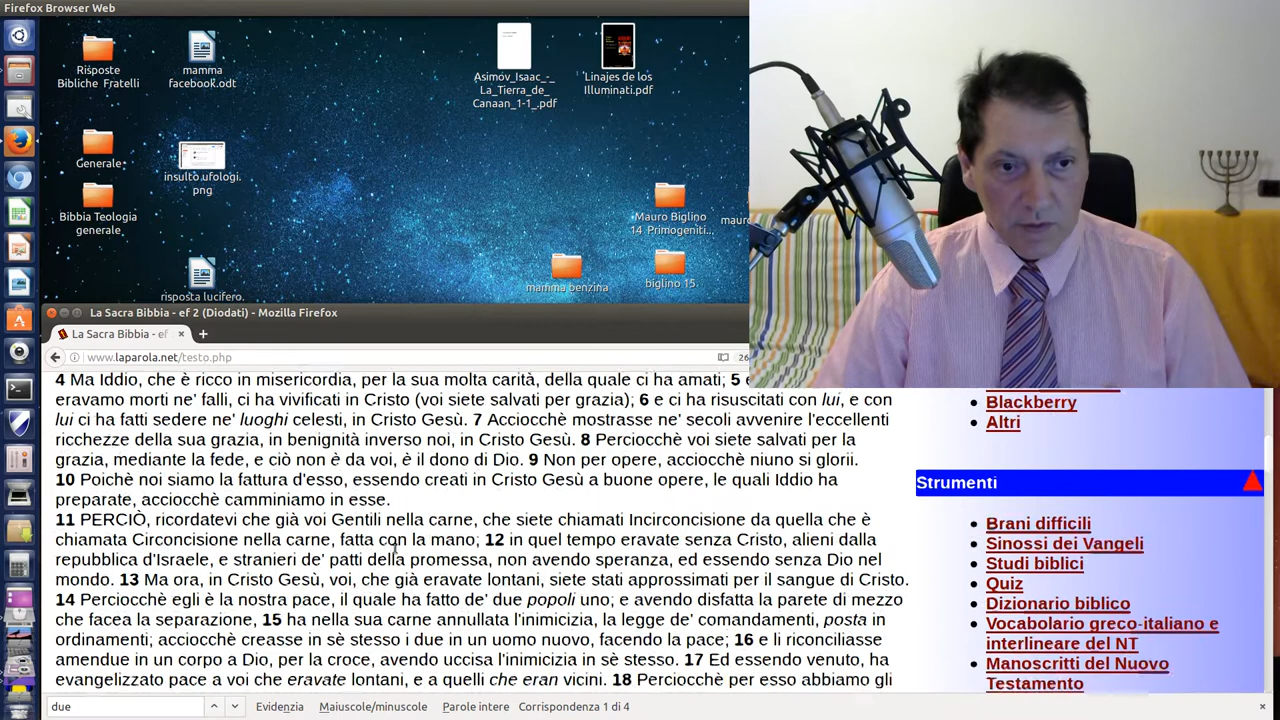 Firefox Browser Web
Risposte
Bibliche Fratelli
mamma
facebook.odt
Asimov_Isaac_-_
La_Tierra_de_
Canaan_1-1_.pdf
Linajes de los
Illuminati.pdf
Generale
insulto ufologi.
png
Bibbia Teologia
generale
Mauro Biglino
14 Primogeniti...
mamma benzina
biglino 15.
risposta lucifero.
La Sacra Bibbia - ef 2 (Diodati) - Mozilla Firefox
La Sacra Bibbia - ef
www.laparola.net/testo.php
4 Ma Iddio, che è ricco in misericordia, per la sua molta carità, della quale ci ha amati; 5 e
eravamo morti ne' falli, ci ha vivificati in Cristo (voi siete salvati per grazia); 6 e ci ha risuscitati con lui, e con
lui ci ha fatti sedere ne' luoghi celesti, in Cristo Gesù. 7 Acciocchè mostrasse ne' secoli avvenire l'eccellenti
ricchezze della sua grazia, in benignità inverso noi, in Cristo Gesù. 8 Perciocchè voi siete salvati per la
grazia, mediante la fede, e ciò non è da voi, è il dono di Dio. 9 Non per opere, acciocchè niuno si glorii.
10 Poichè noi siamo la fattura d'esso, essendo creati in Cristo Gesù a buone opere, le quali Iddio ha
preparate, acciocchè camminiamo in esse.
11 PERCIÒ, ricordatevi che già voi Gentili nella carne, che siete chiamati Incirconcisione da quella che è
chiamata Circoncisione nella carne, fatta con la mano; 12 in quel tempo eravate senza Cristo, alieni dalla
repubblica d'Israele, e stranieri de' patti della promessa, non avendo speranza, ed essendo senza Dio nel
mondo. 13 Ma ora, in Cristo Gesù, voi, che già eravate lontani, siete stati approssimati per il sangue di Cristo.
14 Perciocchè egli è la nostra pace, il quale ha fatto de' due popoli uno; e avendo disfatta la parete di mezzo
che facea la separazione, 15 ha nella sua carne annullata l'inimicizia, la legge de' comandamenti, posta in
ordinamenti; acciocchè creasse in sè stesso i due in un uomo nuovo, facendo la pace; 16 e li riconciliasse
amendue in un corpo a Dio, per la croce, avendo uccisa l'inimicizia in sè stesso. 17 Ed essendo venuto, ha
evangelizzato pace a voi che eravate lontani, e a quelli che eran vicini. 18 Perciocchè per esso abbiamo gli
Blackberry
Altri
Strumenti
Brani difficili
Sinossi dei Vangeli
Studi biblici
Quiz
Dizionario biblico
Vocabolario greco-italiano e
interlineare del NT
Manoscritti del Nuovo
Testamento
due
Evidenzia
Maiuscole/minuscole
Parole intere
Corrispondenza 1 di 4